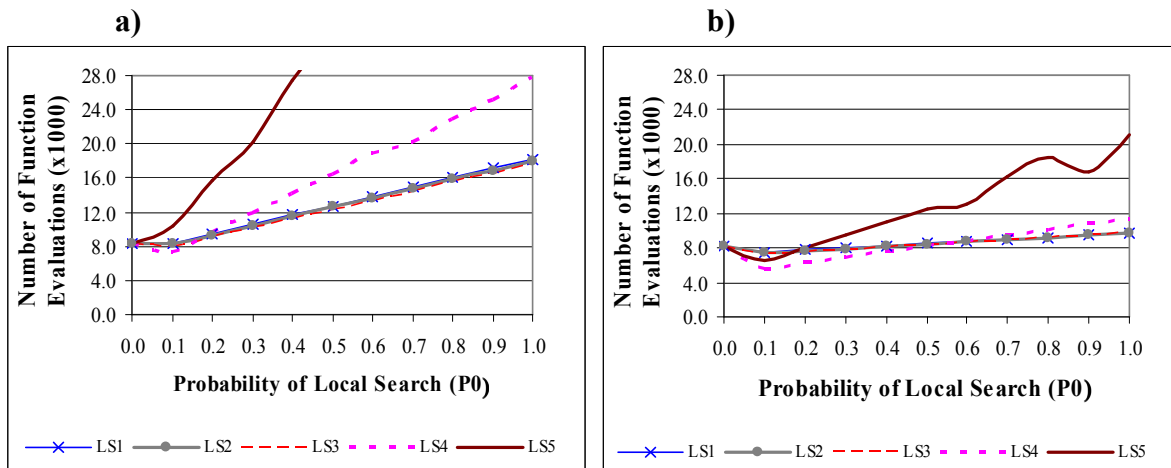 a)
Number of Function
Evaluations (x1000)
28.0
24.0
20.0
16.0
12.0
8.0
4.0
0.0
0.0 0.1 0.2 0.3 0.4 0.5 0.6 0.7 0.8 0.9 1.0
Probability of Local Search (P0)
LS1 LS2 LS3 LS4 LS5
b)
Number of Function
Evaluations (x1000)
28.0
24.0
20.0
16.0
12.0
8.0
4.0
0.0
0.0 0.1 0.2 0.3 0.4 0.5 0.6 0.7 0.8 0.9 1.0
Probability of Local Search (P0)
LS1 LS2 LS3 LS4 LS5